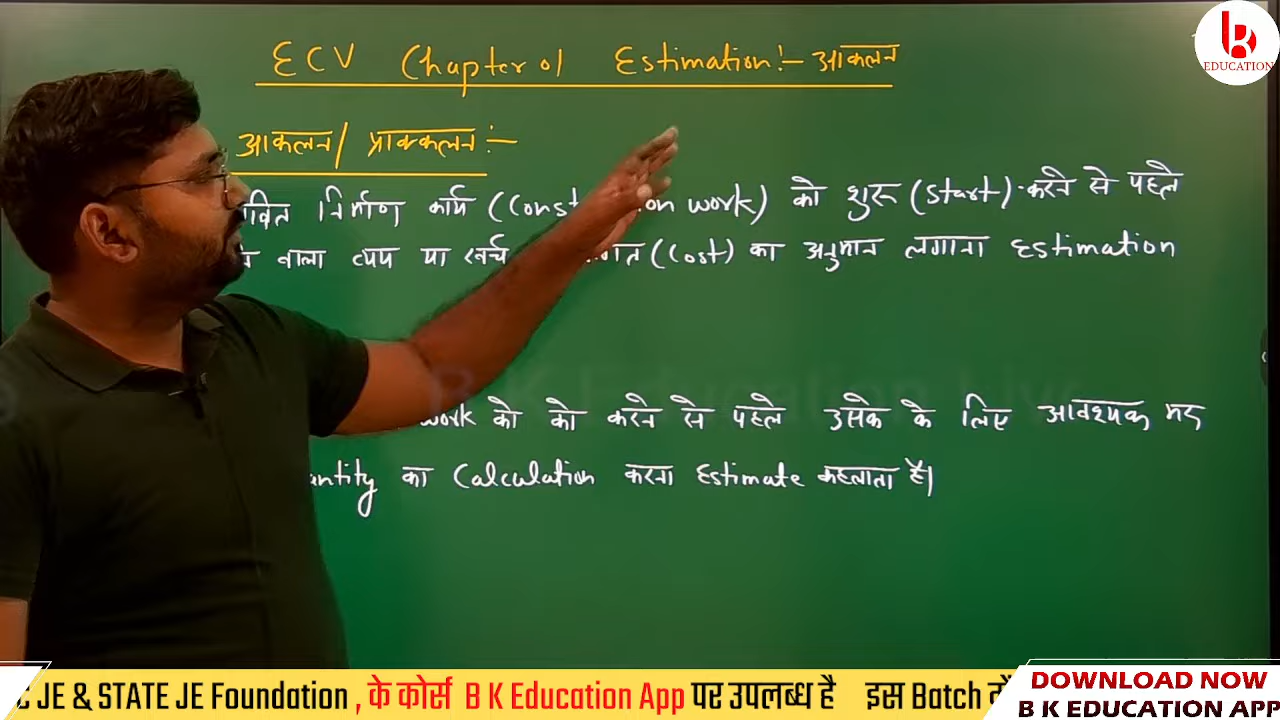 ECV Chapter 01 Estimation:- आकलन
B
EDUCATION
आकलन/ प्राक्कलन:-
निर्माण कार्य (Const on work) को शुरू (Start) करने से पहले
वाला व्यय या खर्च (Cost) का अनुमान लगाना Estimation
B K Education Live
work को को करने से पहले उसके के लिए आवश्यक मद
antity का Calculation करना Estimate कहलाता है।
JE & STATE JE Foundation , के कोर्स B K Education App पर उपलब्ध है इस Batch में
DOWNLOAD NOW
B K EDUCATION APP